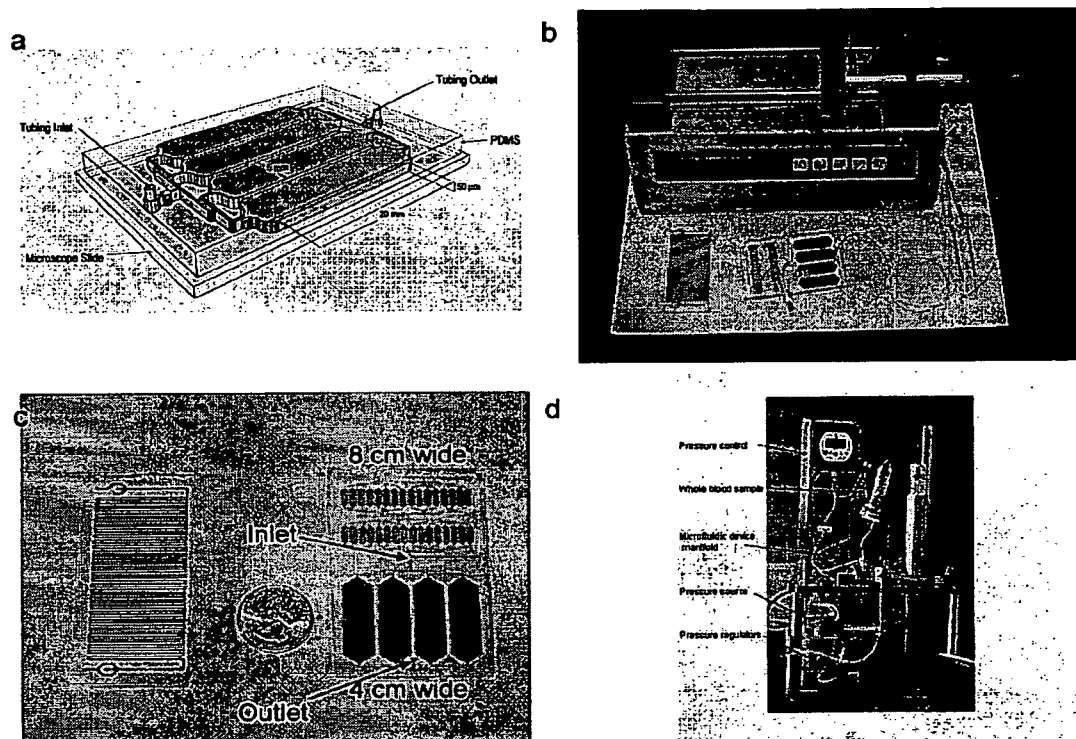 a
Tubing Outlet
Tubing Inlet
PDMS
50 µm
20 mm
Microscope Slide
b
c
8 cm wide
Inlet
4 cm wide
Outlet
d
Pressure control
Whole blood sample
Microfluidic device
manifold
Pressure source
Pressure regulators